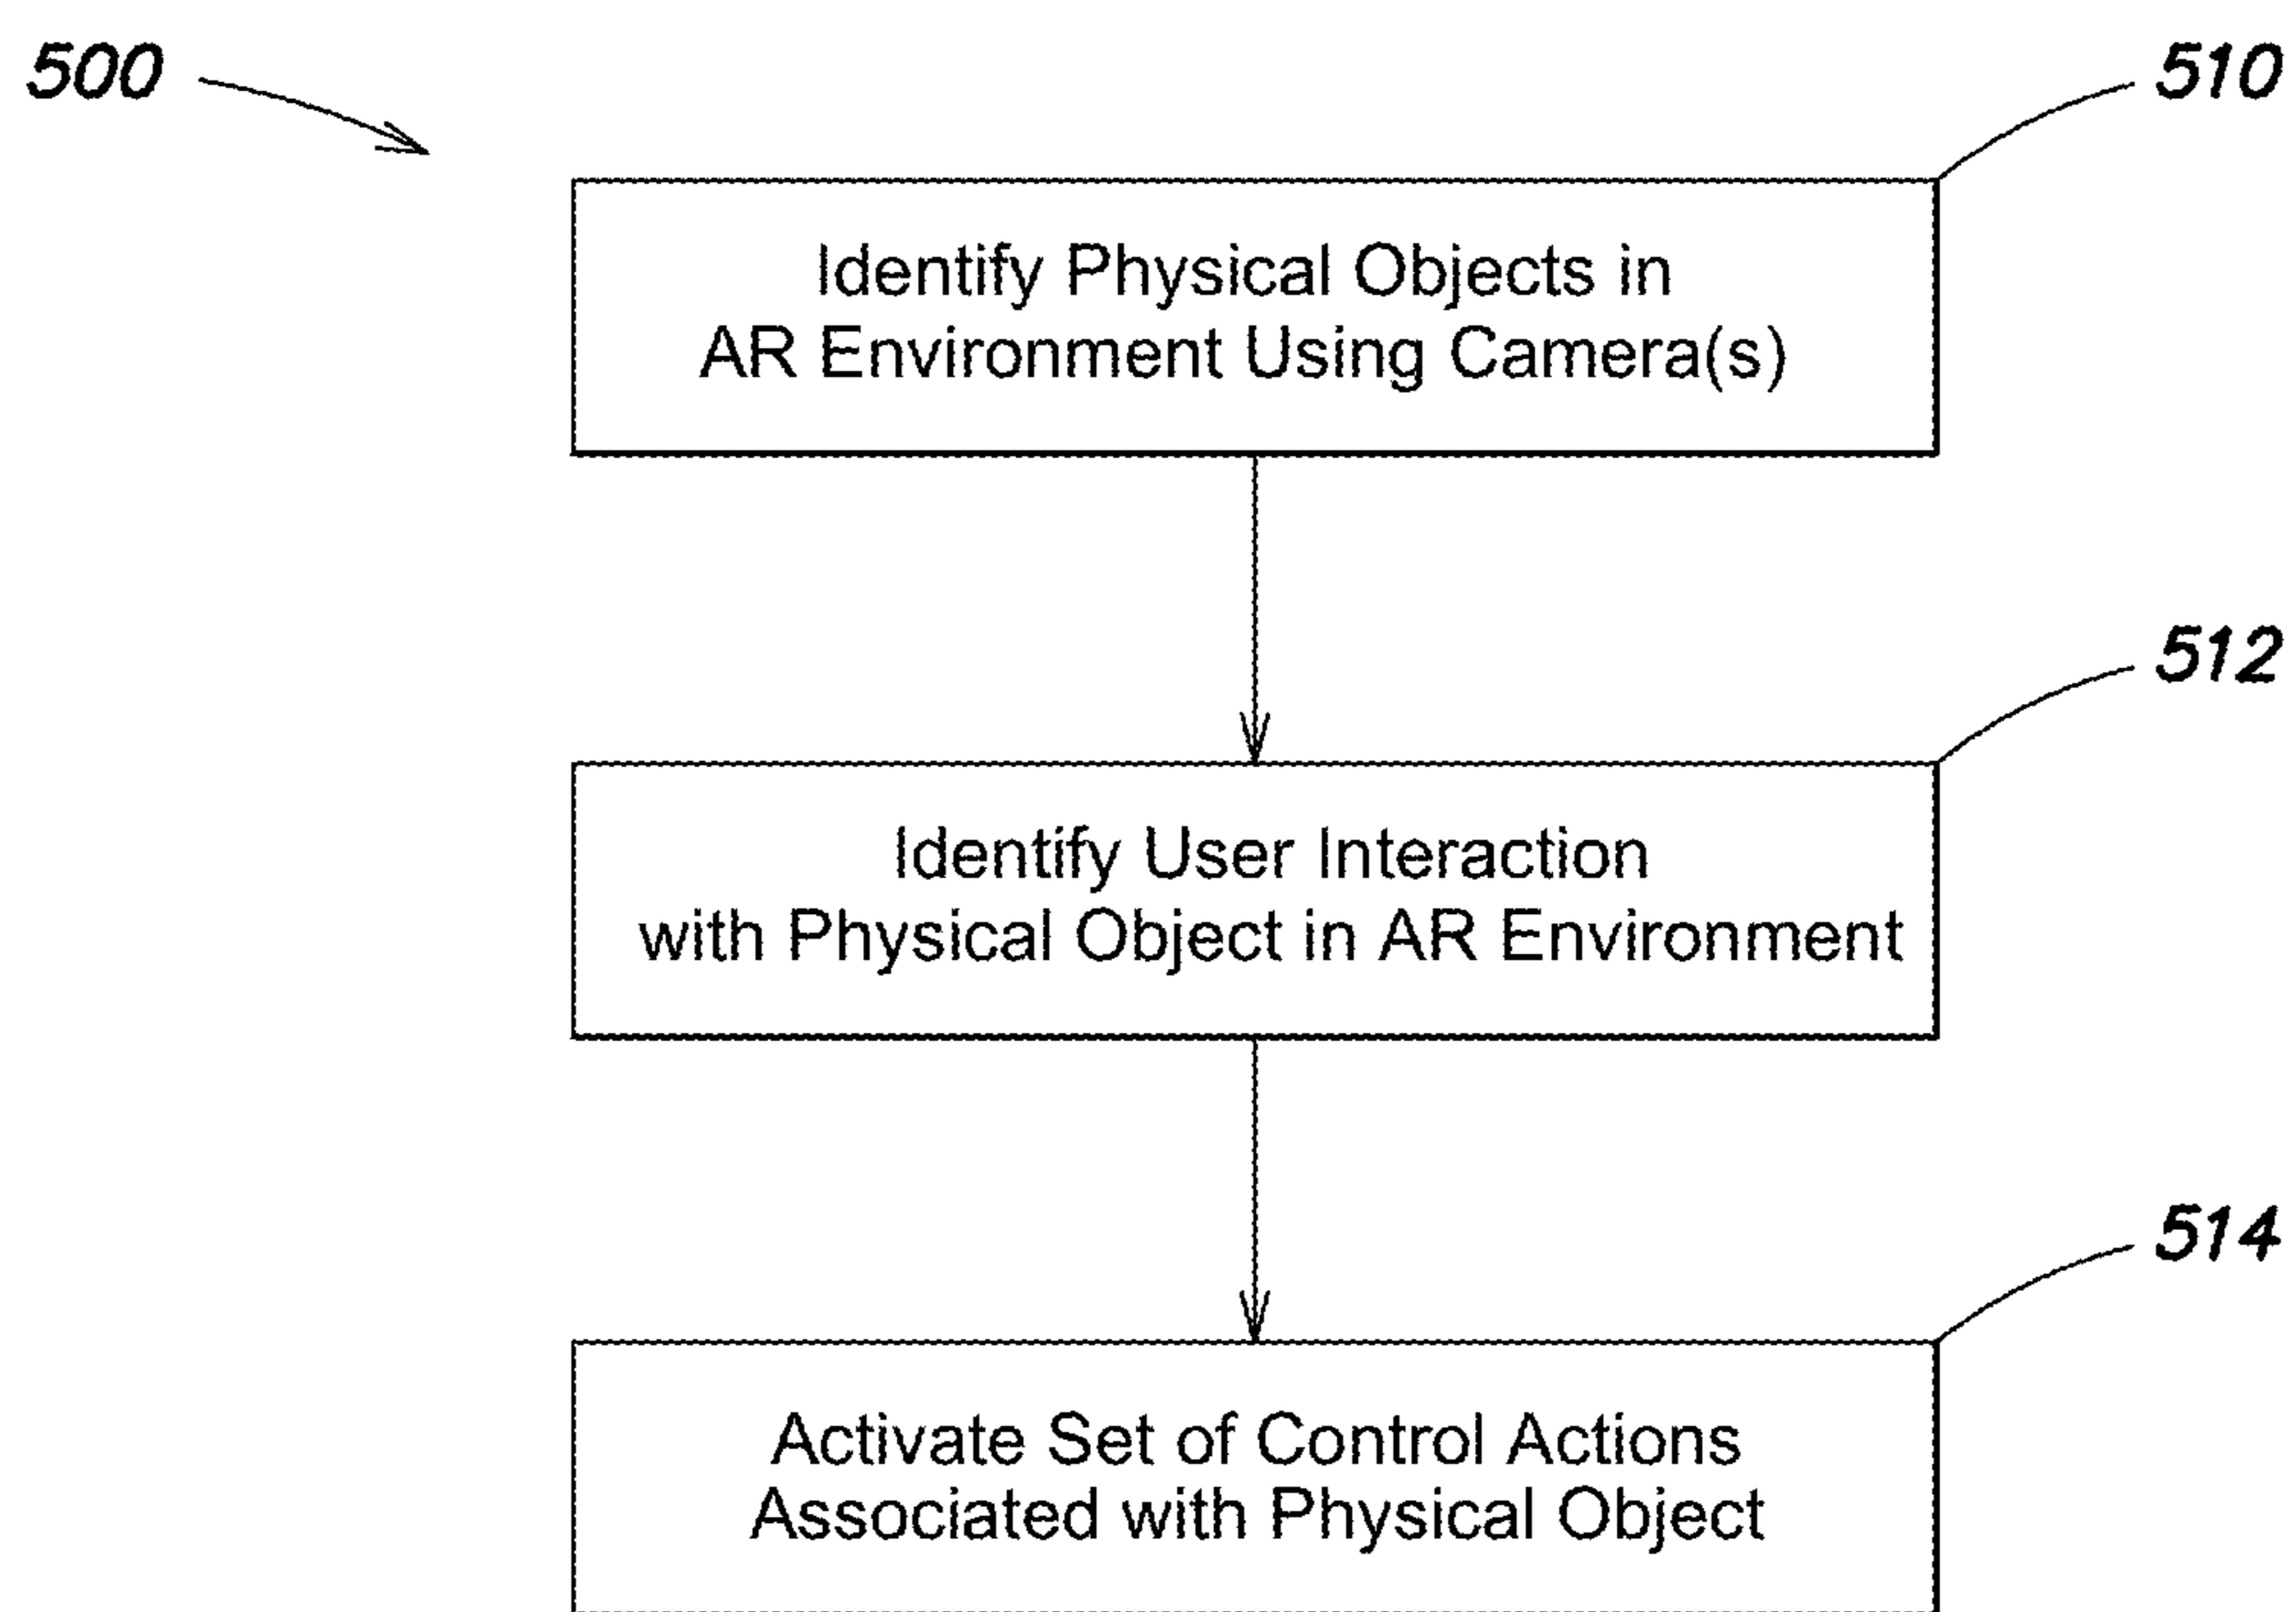 500
510
Identify Physical Objects in
AR Environment Using Camera(s)
512
Identify User Interaction
with Physical Object in AR Environment
514
Activate Set of Control Actions
Associated with Physical Object